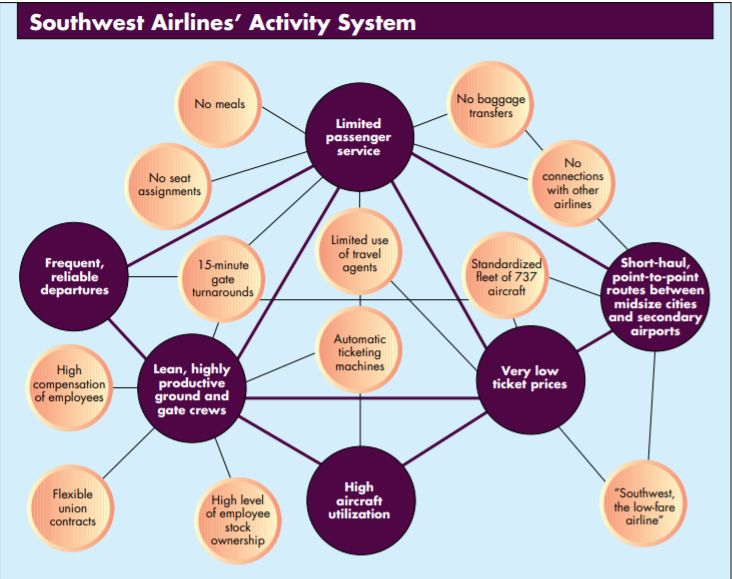 Southwest Airlines’ Activity System
No meals
Limited
passenger
service
No baggage
transfers
No seat
assignments
No
connections
with other
airlines
Frequent,
reliable
departures
15-minute
gate
turnarounds
Limited use
of travel
agents
Standardized
fleet of 737
aircraft
Short-haul,
point-to-point
routes between
midsize cities
and secondary
airports
High
compensation
of employees
Lean, highly
productive
ground and
gate crews
Automatic
ticketing
machines
Very low
ticket prices
Flexible
union
contracts
High level
of employee
stock
ownership
High
aircraft
utilization
“Southwest,
the low-fare
airline”